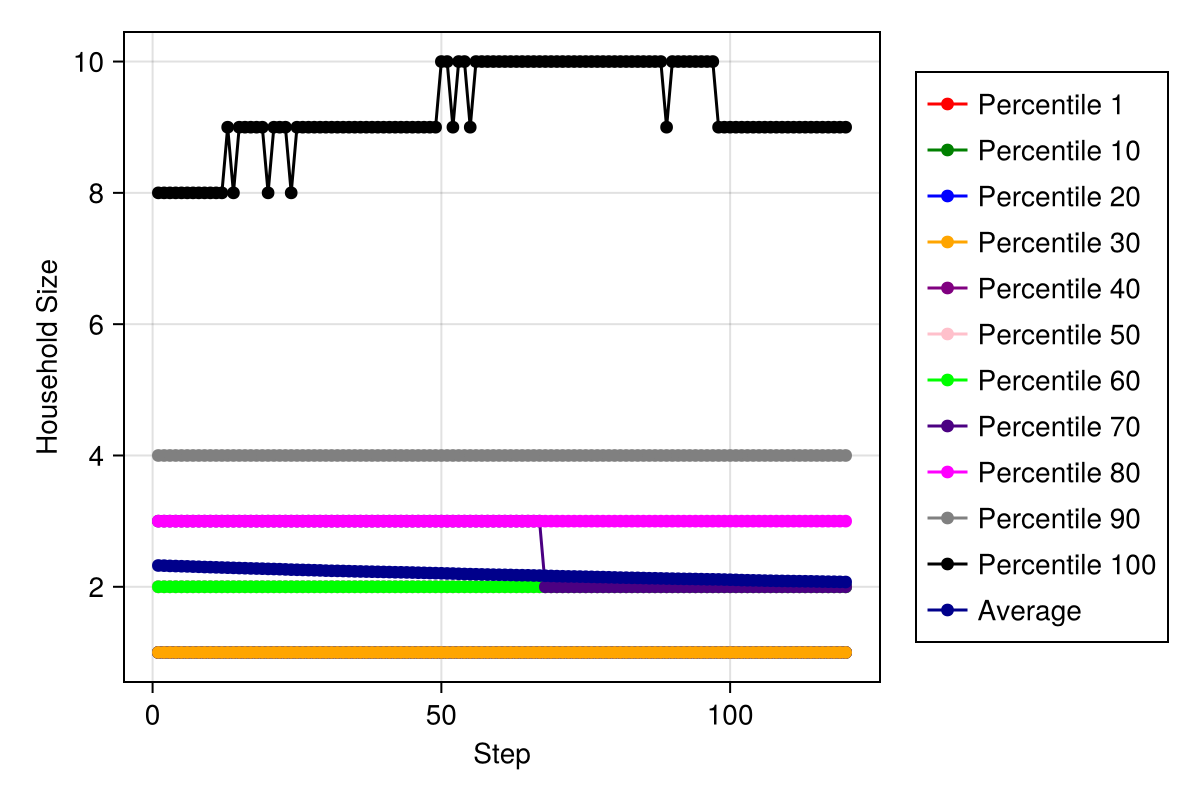 10
8
6
4
2
Household Size
0
50
100
Step
Percentile 1
Percentile 10
Percentile 20
Percentile 30
Percentile 40
Percentile 50
Percentile 60
Percentile 70
Percentile 80
Percentile 90
Percentile 100
Average